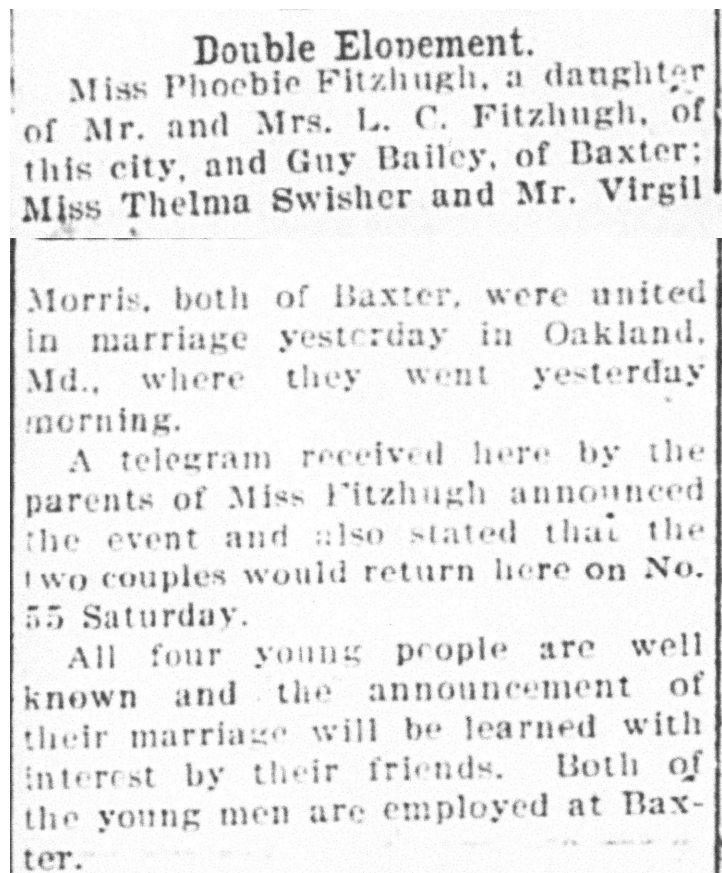 Double Elopement.
Miss Phoebie Fitzhugh, a daughter
of Mr. and Mrs. L. C. Fitzhugh, of
this city, and Guy Bailey, of Baxter;
Miss Thelma Swisher and Mr. Virgil
Morris, both of Baxter, were united
in marriage yesterday in Oakland,
Md., where they went yesterday
morning.
A telegram received here by the
parents of Miss Fitzhugh announced
the event and also stated that the
two couples would return here on No.
55 Saturday.
All four young people are well
known and the announcement of
their marriage will be learned with
interest by their friends. Both of
the young men are employed at Bax-
ter.